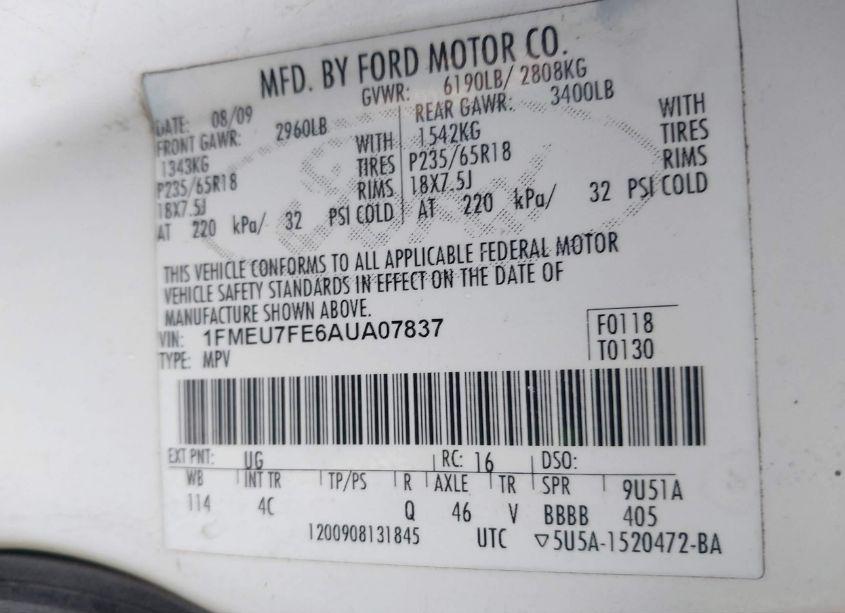 MFD. BY FORD MOTOR CO.
DATE: 08/09 GVWR: 6190LB/ 2808KG
FRONT GAWR: 2960LB REAR GAWR: 3400LB
1343KG WITH 1542KG WITH
P235/65R18 TIRES P235/65R18 TIRES
18X7.5J RIMS 18X7.5J RIMS
AT 220 kPa/ 32 PSI COLD AT 220 kPa/ 32 PSI COLD
THIS VEHICLE CONFORMS TO ALL APPLICABLE FEDERAL MOTOR
VEHICLE SAFETY STANDARDS IN EFFECT ON THE DATE OF
MANUFACTURE SHOWN ABOVE.
VIN: 1FMEU7FE6AUA07837 F0118
TYPE: MPV T0130
EXT PNT: UG RC: 16 DSO:
WB INT TR TP/PS R AXLE TR SPR 9U51A
114 4C Q 46 V BBBB 405
1200908131845 UTC ▽5U5A-1520472-BA